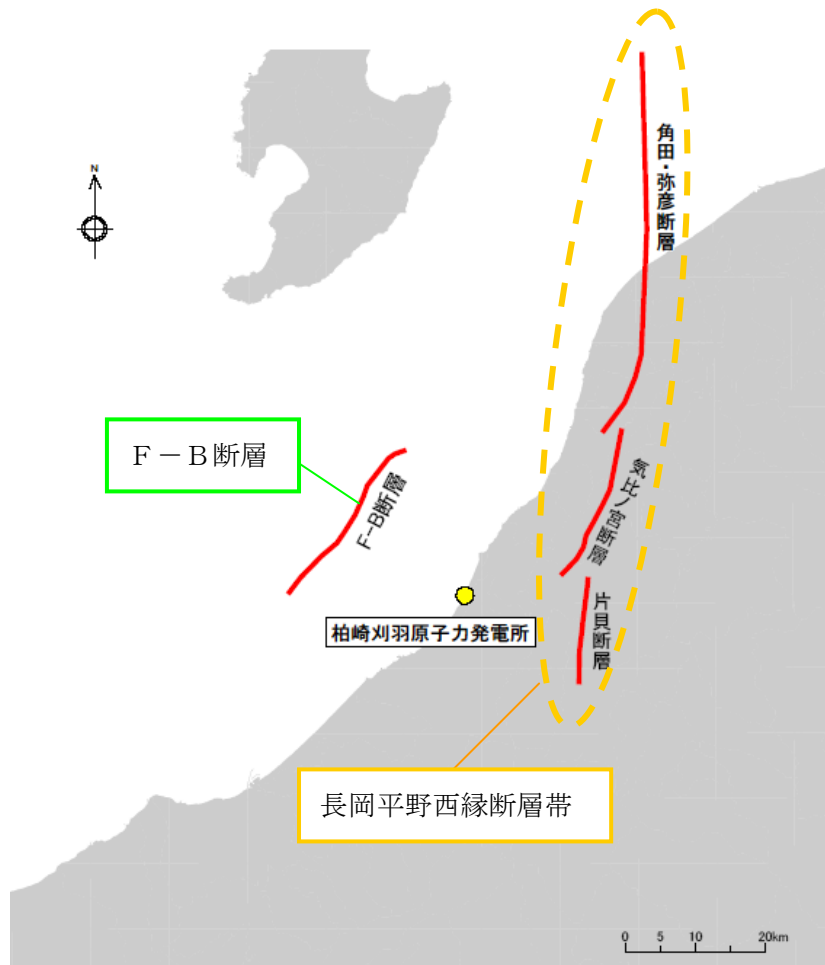 N
角田・弥彦断層
F－B断層
F-B断層
気比ノ宮断層
片貝断層
柏崎刈羽原子力発電所
長岡平野西縁断層帯
0 5 10 20km